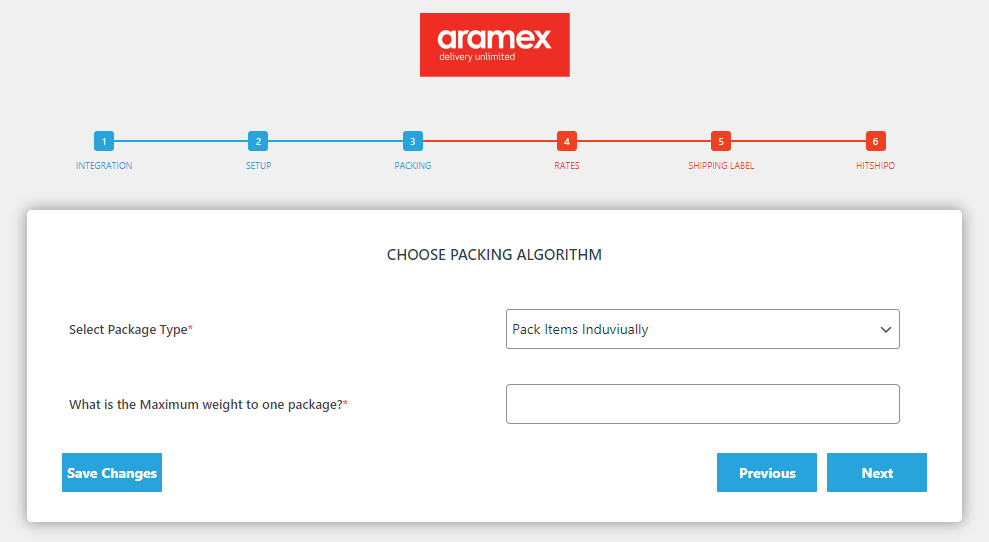 aramex
delivery unlimited
1 2 3 4 5 6
INTEGRATION SETUP PACKING RATES SHIPPING LABEL HITSHIPO
CHOOSE PACKING ALGORITHM
Select Package Type* Pack Items Induviually
What is the Maximum weight to one package?*
Save Changes Previous Next